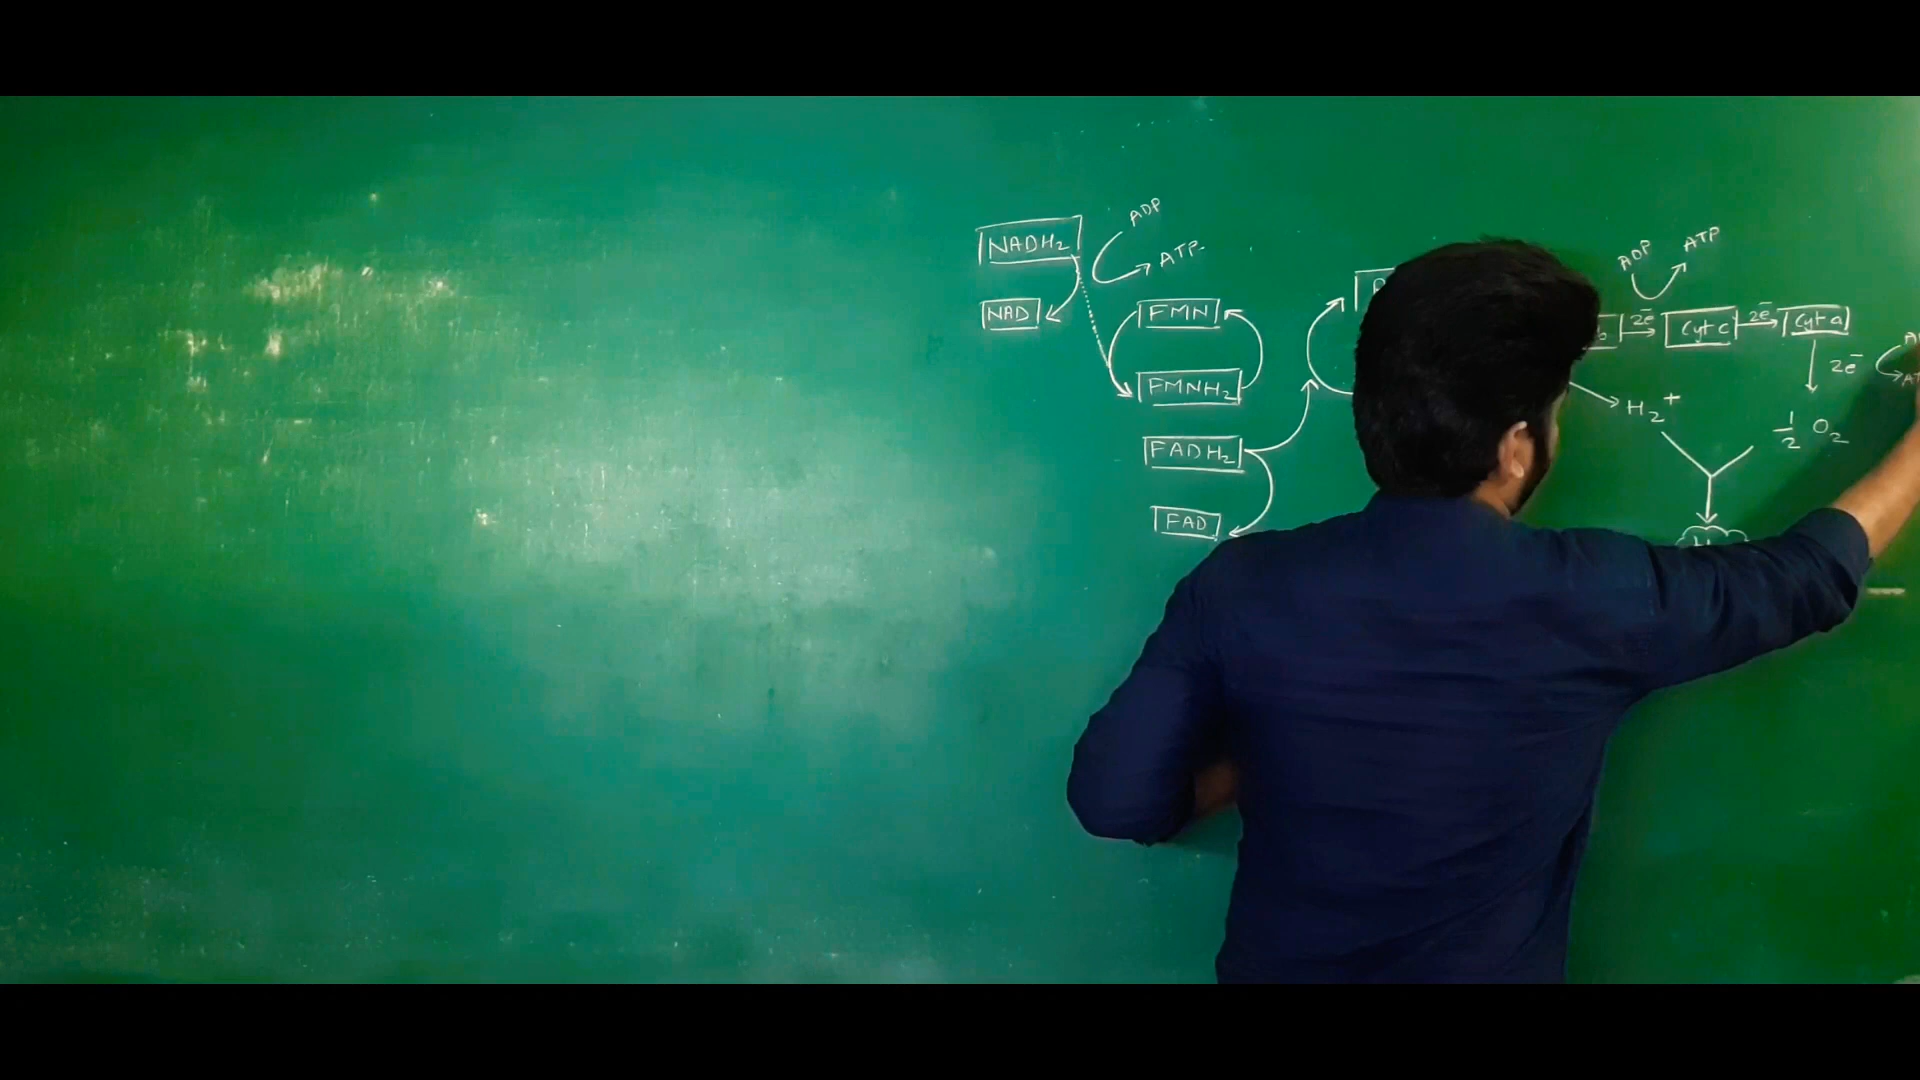 NADH₂
ADP
ATP
NAD
FMN
FMNH₂
FADH₂
FAD
ADP
ATP
2e⁻
Cyt c
2e⁻
Cyt a
2e⁻
H₂⁺
1/2 O₂